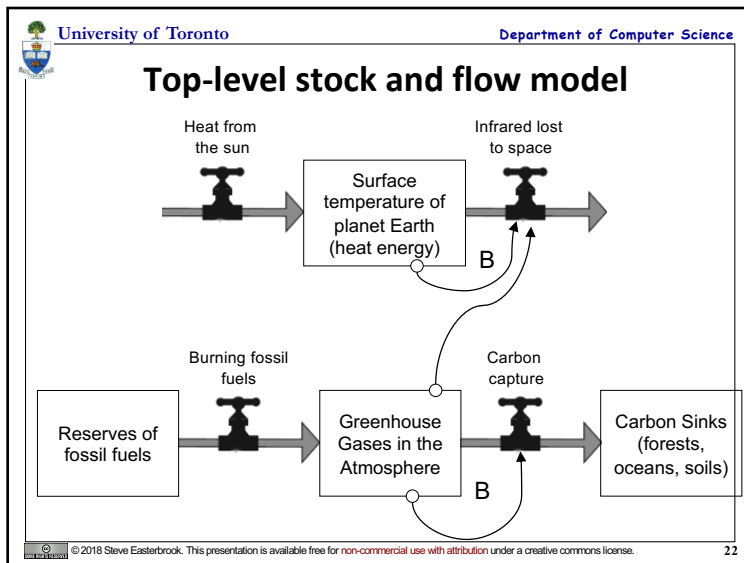 University of Toronto
Department of Computer Science
Top-level stock and flow model
Heat from
the sun
Infrared lost
to space
Surface
temperature of
planet Earth
(heat energy)
B
Burning fossil
fuels
Carbon
capture
Reserves of
fossil fuels
Greenhouse
Gases in the
Atmosphere
Carbon Sinks
(forests,
oceans, soils)
B
© 2018 Steve Easterbrook. This presentation is available free for non-commercial use with attribution under a creative commons license.
22